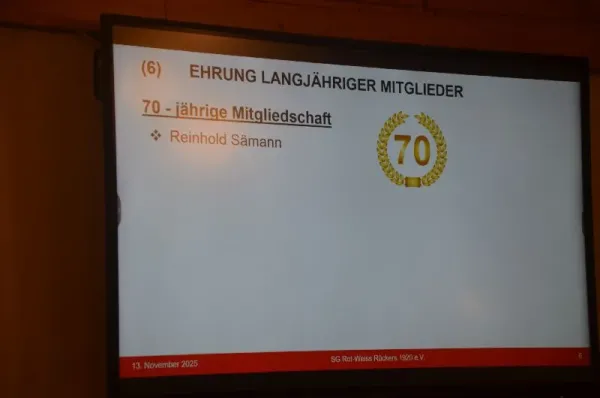 (6) EHRUNG LANGJÄHRIGER MITGLIEDER
70 - jährige Mitgliedschaft
❖ Reinhold Sämann
70
13. November 2025 SG Rot-Weiss Rückers 1920 e.V.